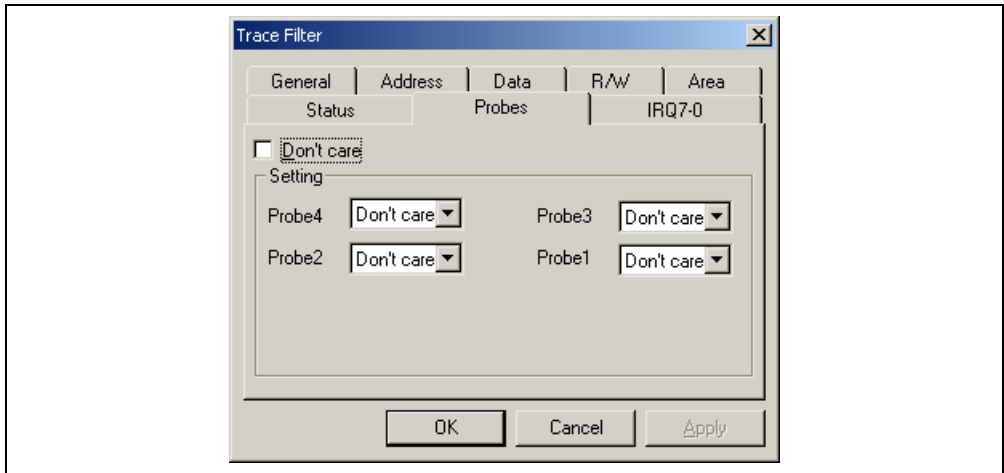 Trace Filter
General Address Data R/W Area
Status Probes IRQ7-0
Don't care
Setting
Probe4 Don't care Probe3 Don't care
Probe2 Don't care Probe1 Don't care
OK Cancel Apply